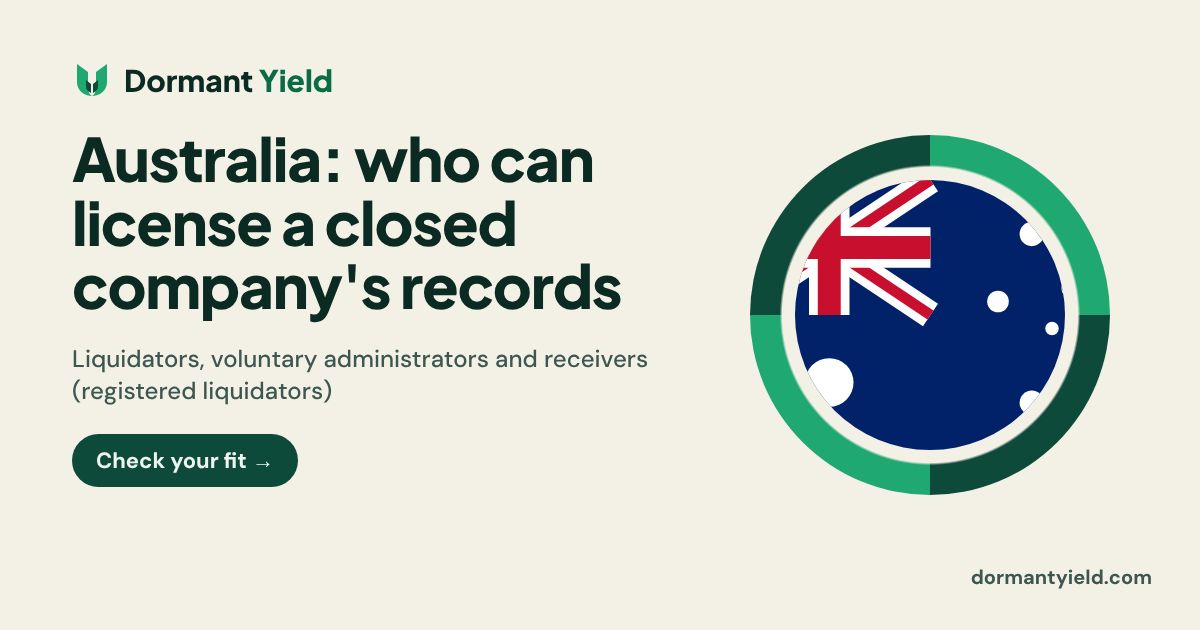 Dormant Yield
Australia: who can
license a closed
company's records
Liquidators, voluntary administrators and receivers
(registered liquidators)
Check your fit →
dormantyield.com